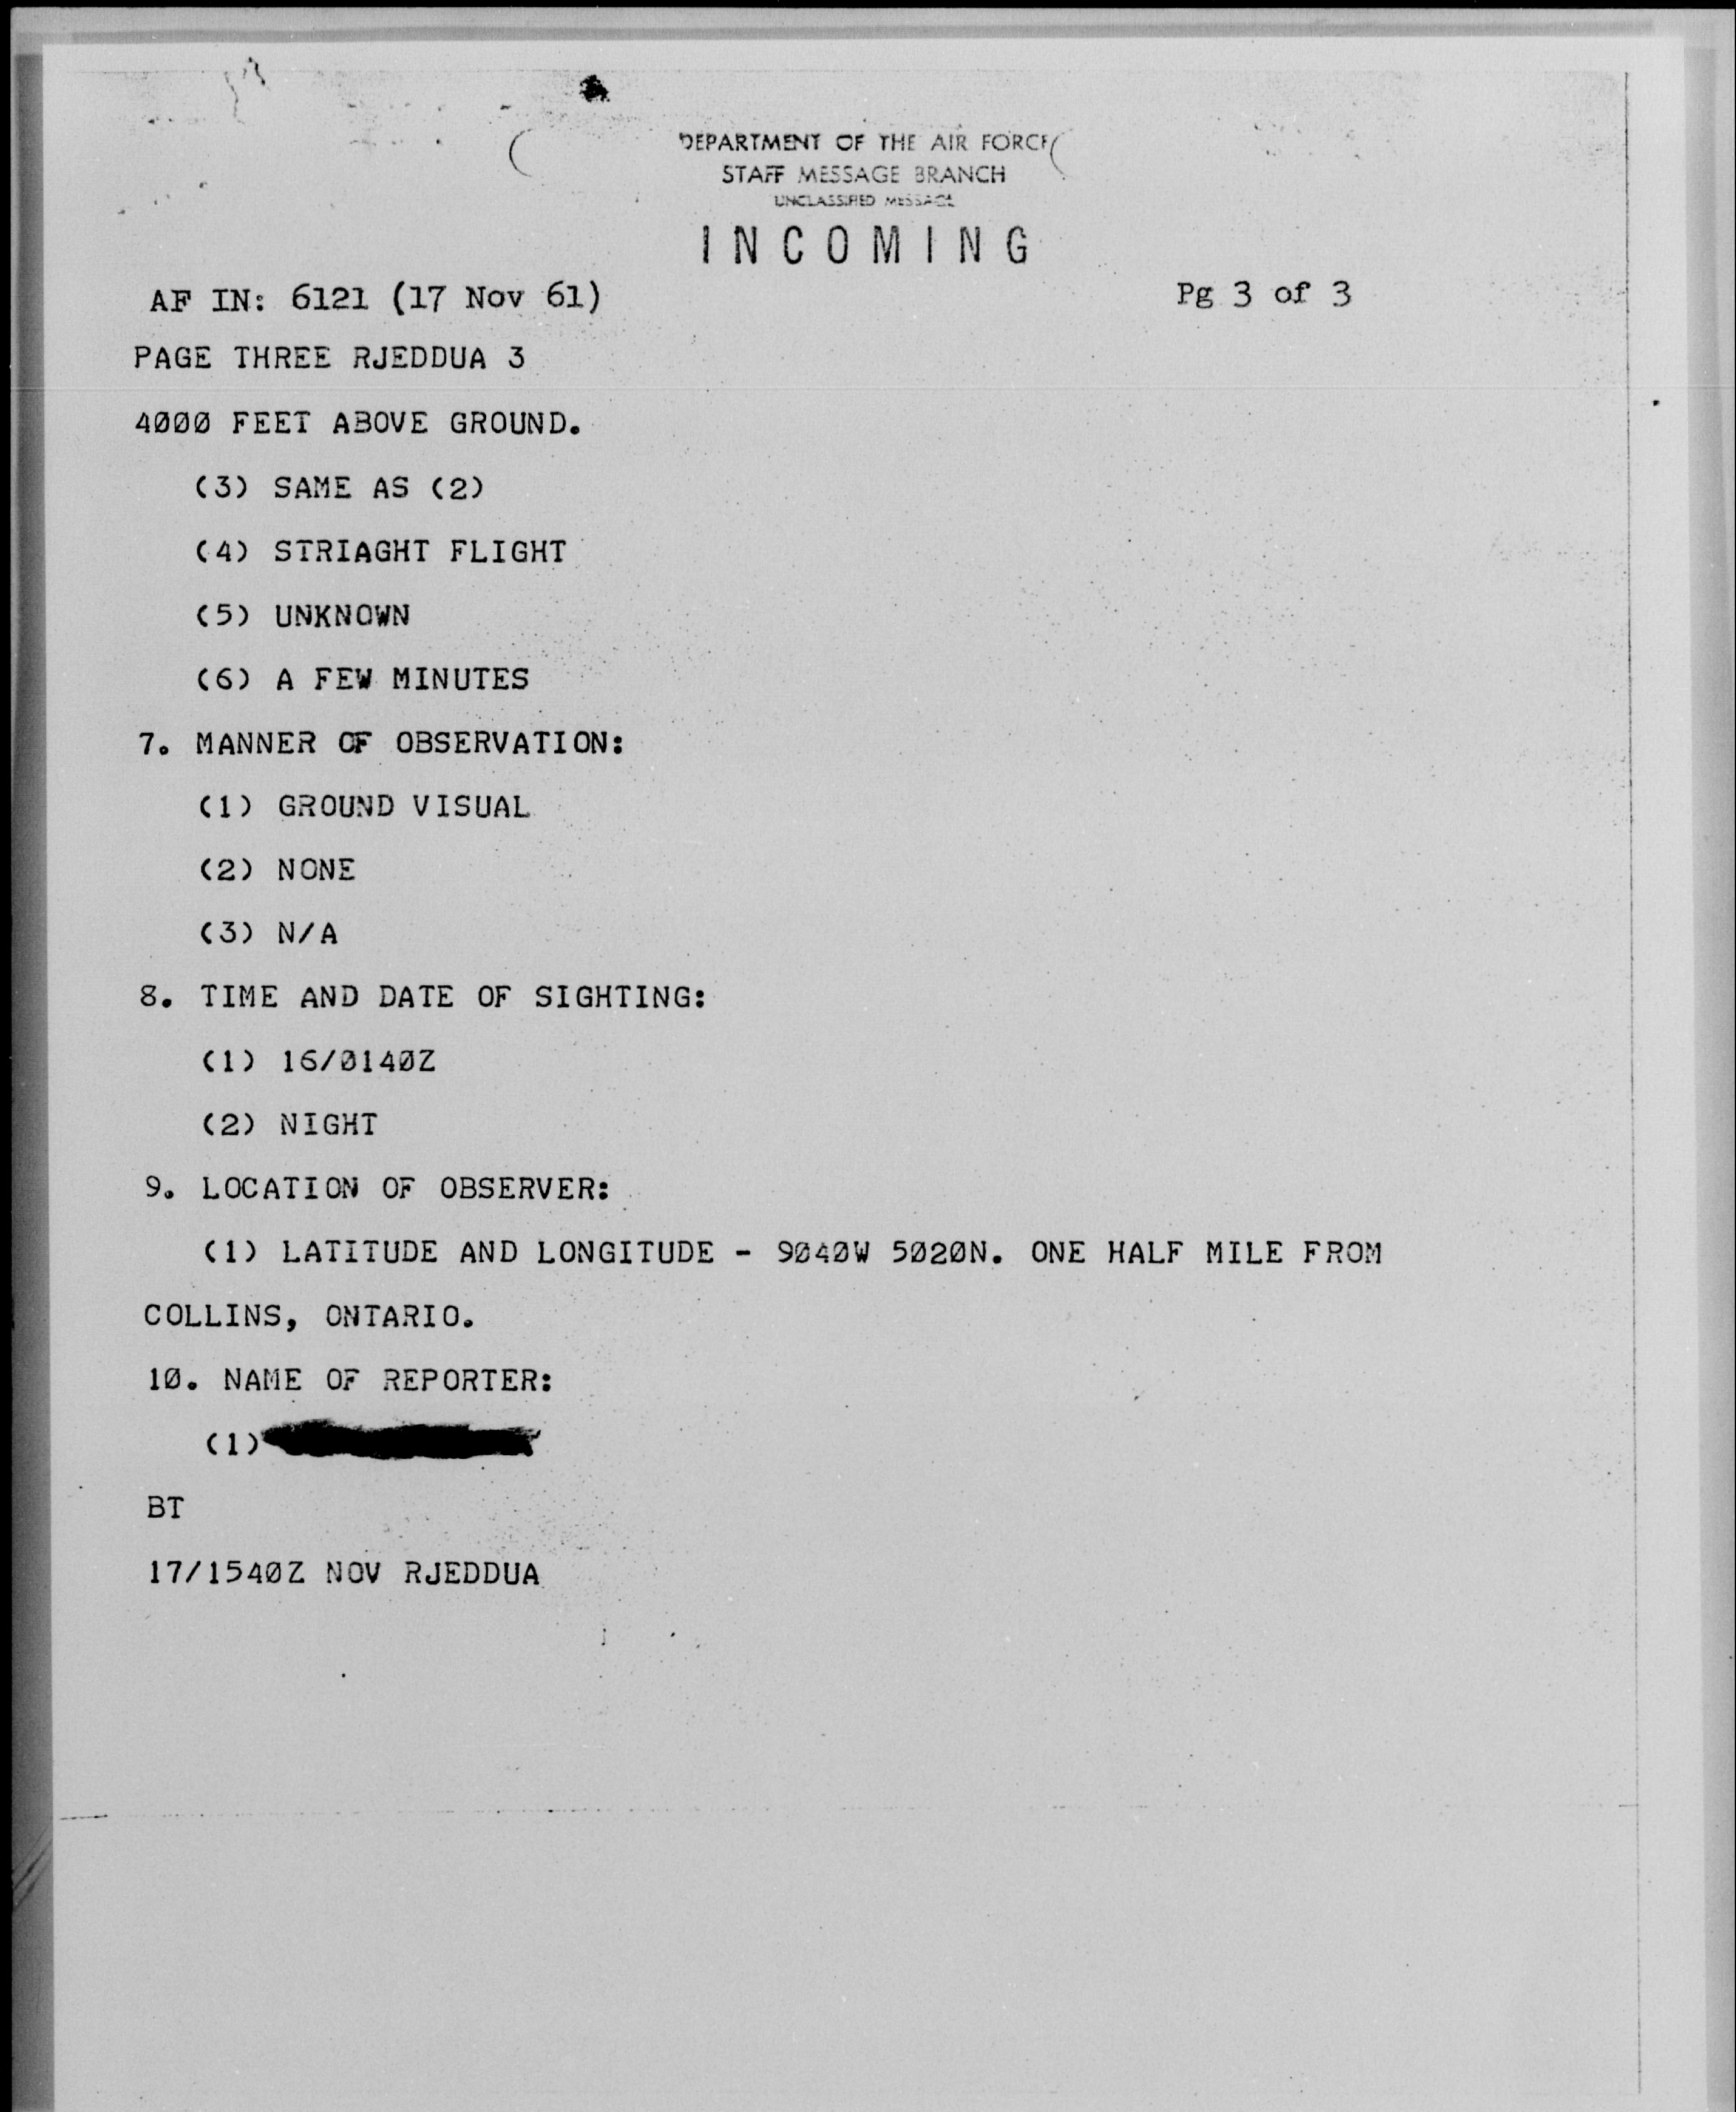 DEPARTMENT OF THE AIR FORCE
STAFF MESSAGE BRANCH
UNCLASSIFIED MESSAGE
INCOMING
AF IN: 6121 (17 Nov 61) Pg 3 of 3
PAGE THREE RJEDDUA 3
4000 FEET ABOVE GROUND.
(3) SAME AS (2)
(4) STRIAGHT FLIGHT
(5) UNKNOWN
(6) A FEW MINUTES
7. MANNER OF OBSERVATION:
(1) GROUND VISUAL
(2) NONE
(3) N/A
8. TIME AND DATE OF SIGHTING:
(1) 16/0140Z
(2) NIGHT
9. LOCATION OF OBSERVER:
(1) LATITUDE AND LONGITUDE - 9040W 5020N. ONE HALF MILE FROM
COLLINS, ONTARIO.
10. NAME OF REPORTER:
(1)
BT
17/1540Z NOV RJEDDUA